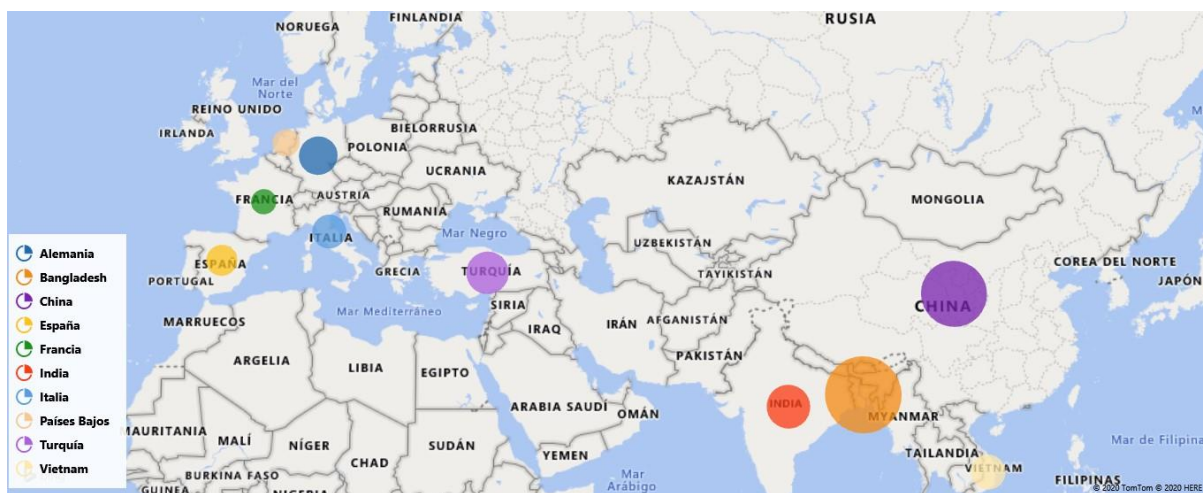 RUSIA
FINLANDIA
NORUEGA
Mar del
Norte
REINO UNIDO
IRLANDA
BIELORRUSIA
POLONIA
UCRANIA
KAZAJSTÁN
MONGOLIA
FRANCIA
AUSTRIA
RUMANIA
ITALIA
Mar Negro
UZBEKISTÁN
TAYIKISTÁN
COREA DEL NORTE
JAPÓN
ESPAÑA
PORTUGAL
GRECIA
TURQUÍA
CHINA
SIRIA
Mar Mediterráneo
MARRUECOS
IRAQ
IRÁN
AFGANISTÁN
PAKISTÁN
ARGELIA
LIBIA
EGIPTO
ARABIA SAUDÍ
OMÁN
INDIA
MYANMAR
MAURITANIA
MALÍ
NÍGER
CHAD
SUDÁN
YEMEN
Mar
Arábigo
TAILANDIA
VIETNAM
Mar de Filipina
FILIPINAS
BURKINA FASO
GUINEA
NIGERIA
Alemania
Bangladesh
China
España
Francia
India
Italia
Países Bajos
Turquía
Vietnam
© 2020 TomTom © 2020 HERE